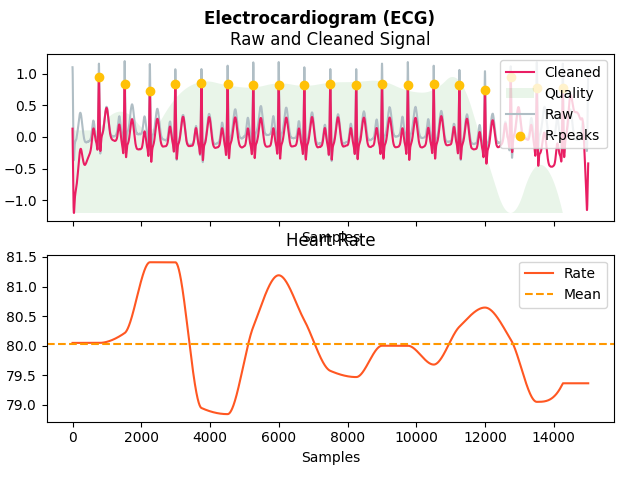 Electrocardiogram (ECG)
Raw and Cleaned Signal
1.0
0.5
0.0
−0.5
−1.0
Cleaned
Quality
Raw
R-peaks
Samples
Heart Rate
81.5
81.0
80.5
80.0
79.5
79.0
Rate
Mean
0
2000
4000
6000
8000
10000
12000
14000
Samples